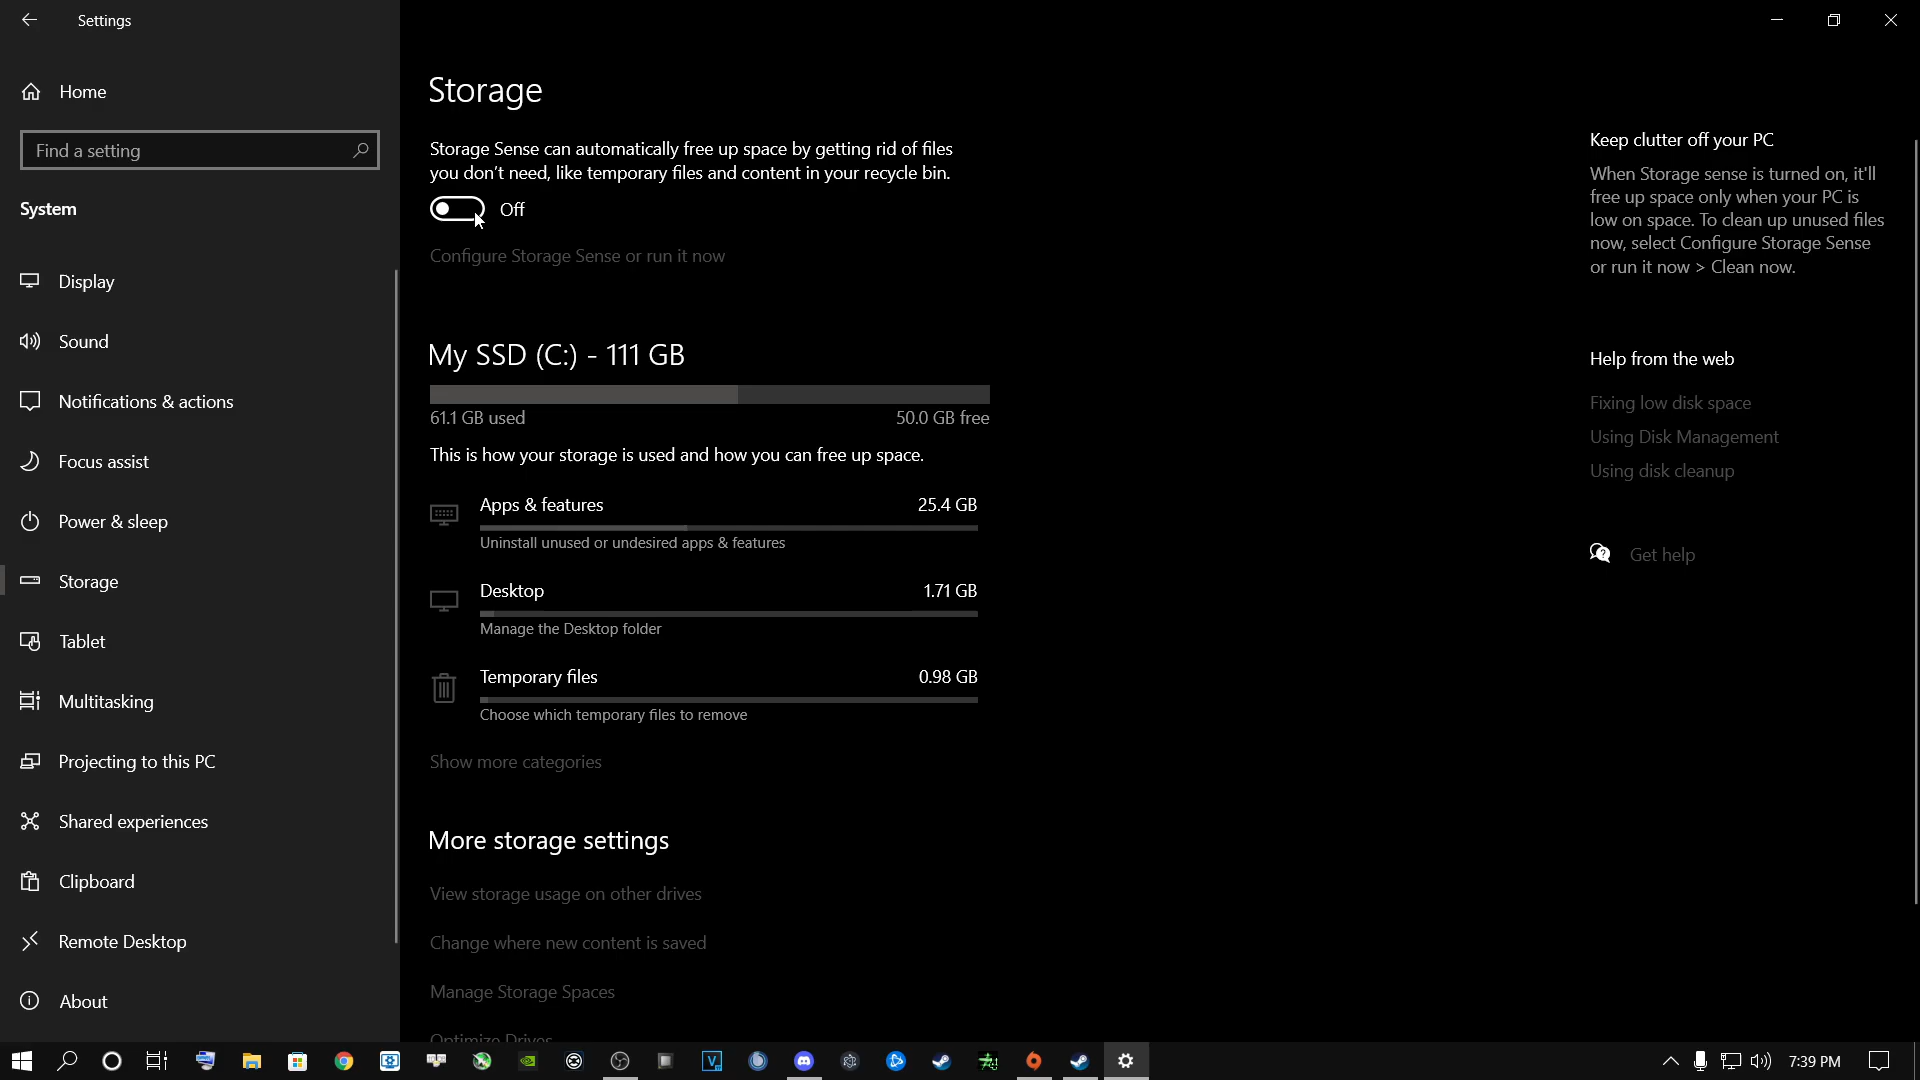 Settings
Home
Find a setting
System
Display
Sound
Notifications & actions
Focus assist
Power & sleep
Storage
Tablet
Multitasking
Projecting to this PC
Shared experiences
Clipboard
Remote Desktop
About
Storage
Storage Sense can automatically free up space by getting rid of files
you don't need, like temporary files and content in your recycle bin.
Off
Configure Storage Sense or run it now
My SSD (C:) - 111 GB
61.1 GB used
50.0 GB free
This is how your storage is used and how you can free up space.
Apps & features
25.4 GB
Uninstall unused or undesired apps & features
Desktop
1.71 GB
Manage the Desktop folder
Temporary files
0.98 GB
Choose which temporary files to remove
Show more categories
More storage settings
View storage usage on other drives
Change where new content is saved
Manage Storage Spaces
Optimize Drives
Keep clutter off your PC
When Storage sense is turned on, it'll
free up space only when your PC is
low on space. To clean up unused files
now, select Configure Storage Sense
or run it now > Clean now.
Help from the web
Fixing low disk space
Using Disk Management
Using disk cleanup
Get help
7:39 PM